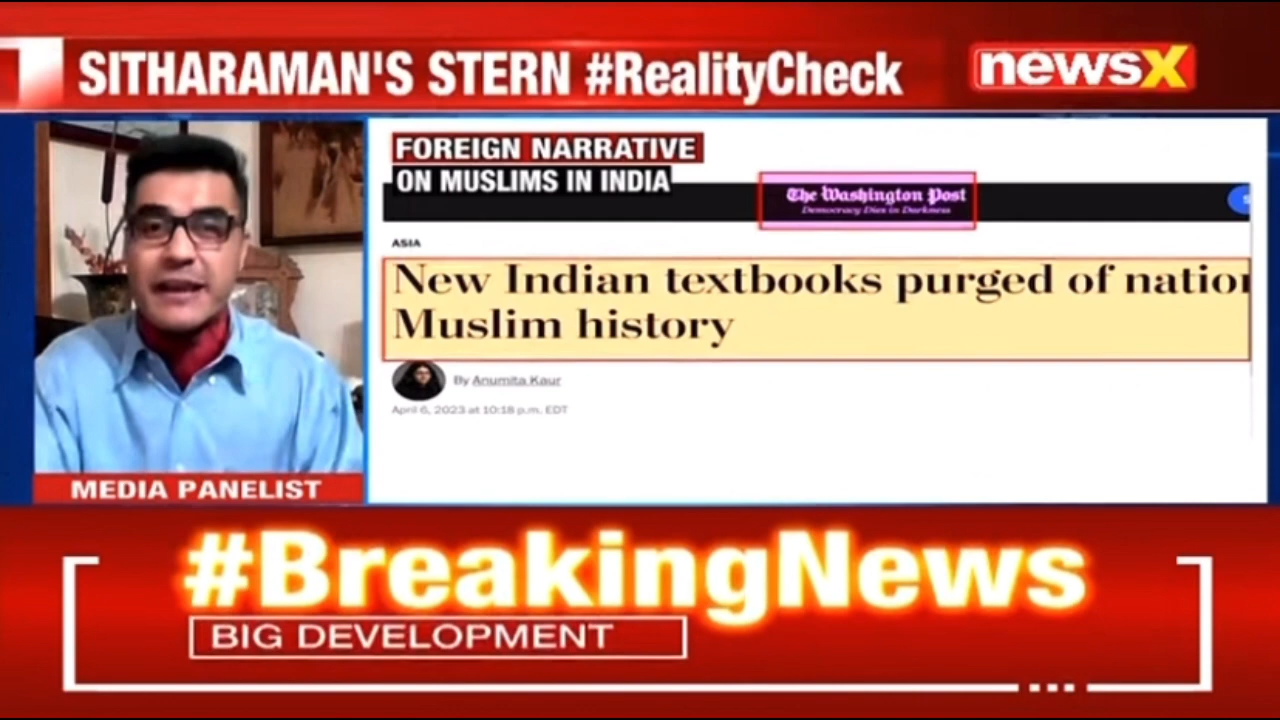 SITHARAMAN'S STERN #RealityCheck
newsX
FOREIGN NARRATIVE
ON MUSLIMS IN INDIA
The Washington Post
Democracy Dies in Darkness
ASIA
New Indian textbooks purged of nation
Muslim history
By Anumita Kaur
April 6, 2023 at 10:18 p.m. EDT
MEDIA PANELIST
#BreakingNews
BIG DEVELOPMENT